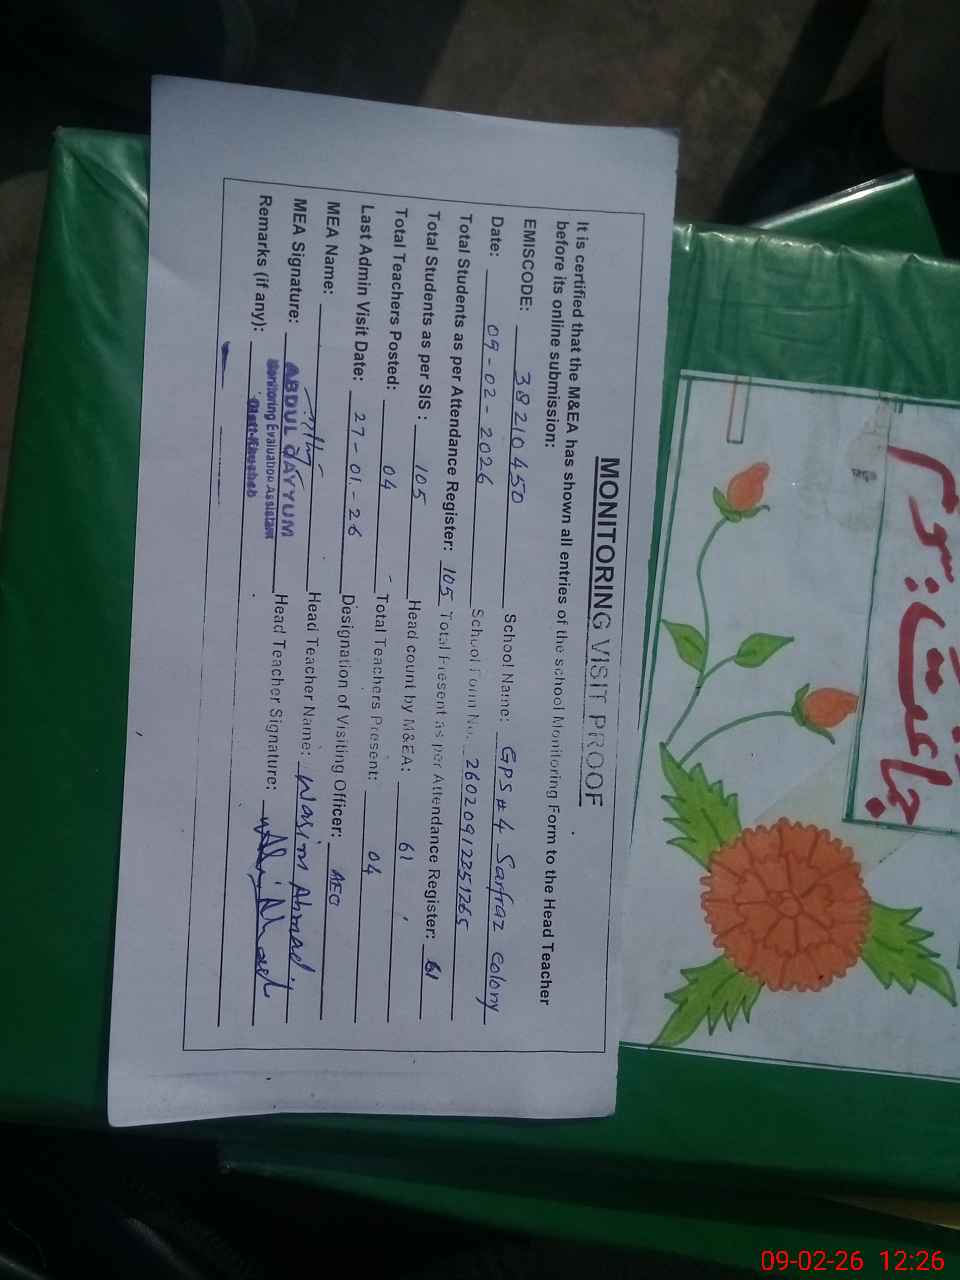 MONITORING VISIT PROOF
It is certified that the M&EA has shown all entries of the school Monitoring Form to the Head Teacher
before its online submission:
EMISCODE: 38210450 School Name: GPS # 4 Sarfraz colony
Date: 09-02-2026 School Form No. 26020912251265
Total Students as per Attendance Register: 105 Total Present as per Attendance Register: 61
Total Students as per SIS: 105 Head count by M&EA: 61
Total Teachers Posted: 04 Total Teachers Present: 04
Last Admin Visit Date: 27-01-26 Designation of Visiting Officer: AEO
MEA Name: Head Teacher Name: Wasim Ahmad.
MEA Signature: ABDUL QAYYUM Head Teacher Signature:
Monitoring Evaluation Assistant
Remarks (if any): Distt. Khushab
جماعت: سوم
09-02-26 12:26